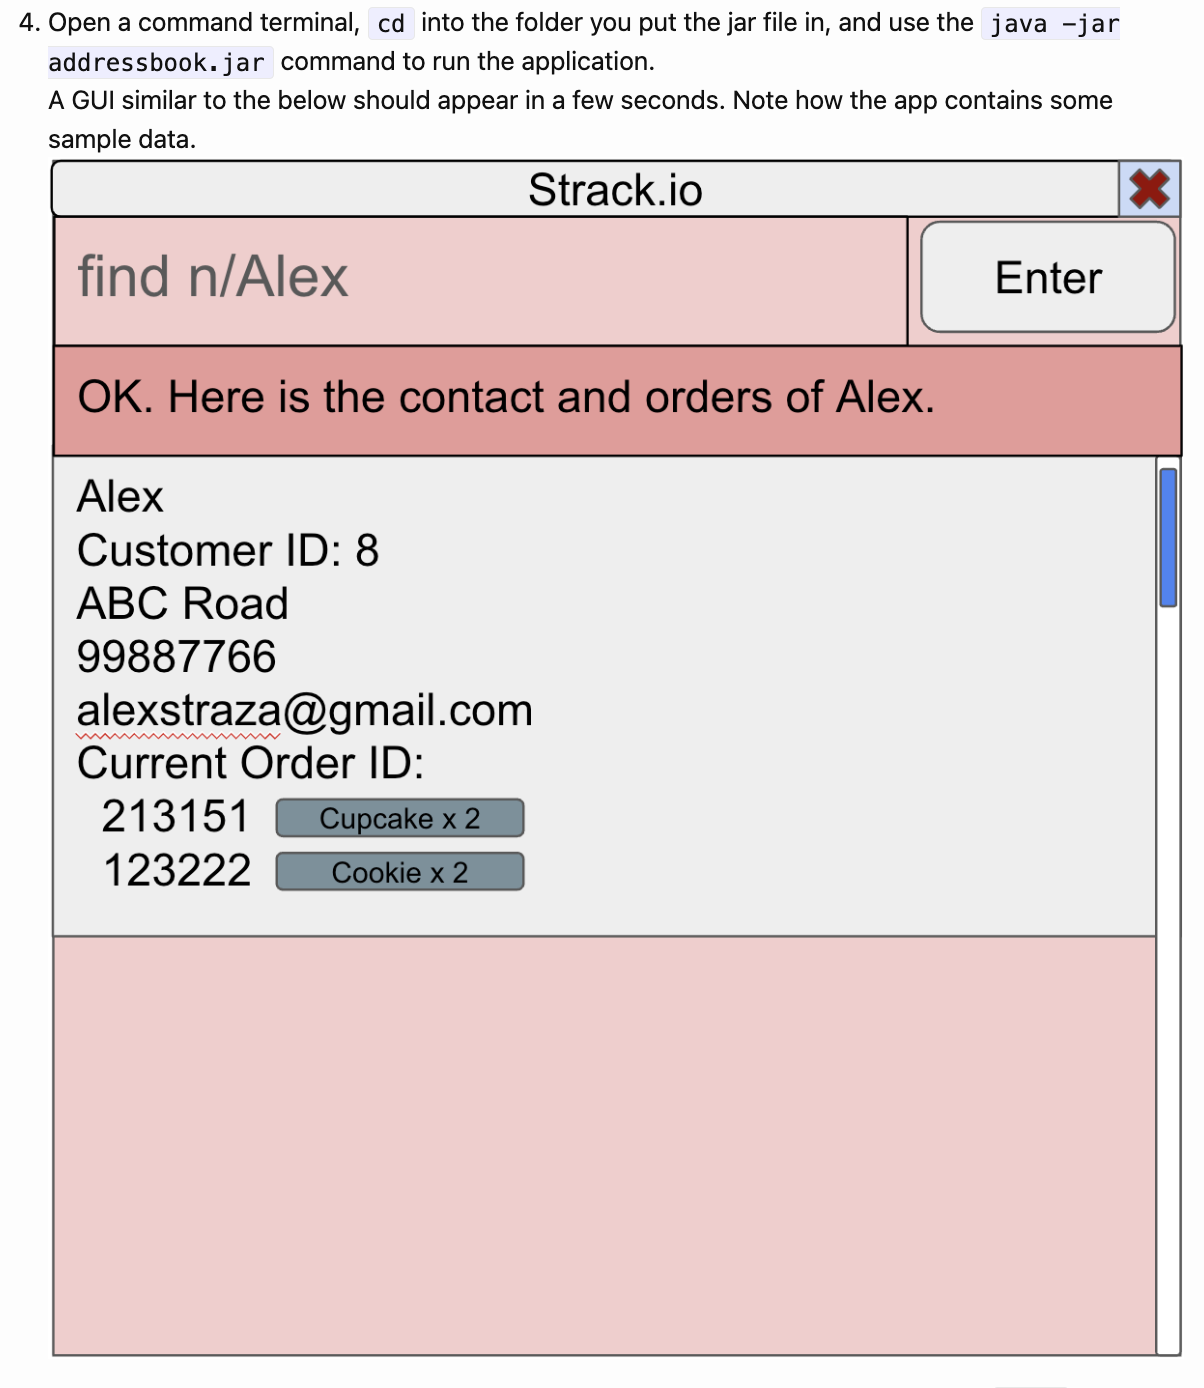 4. Open a command terminal, cd into the folder you put the jar file in, and use the java -jar
addressbook.jar command to run the application.
A GUI similar to the below should appear in a few seconds. Note how the app contains some
sample data.
Strack.io
find n/Alex
Enter
OK. Here is the contact and orders of Alex.
Alex
Customer ID: 8
ABC Road
99887766
alexstraza@gmail.com
Current Order ID:
213151 Cupcake x 2
123222 Cookie x 2